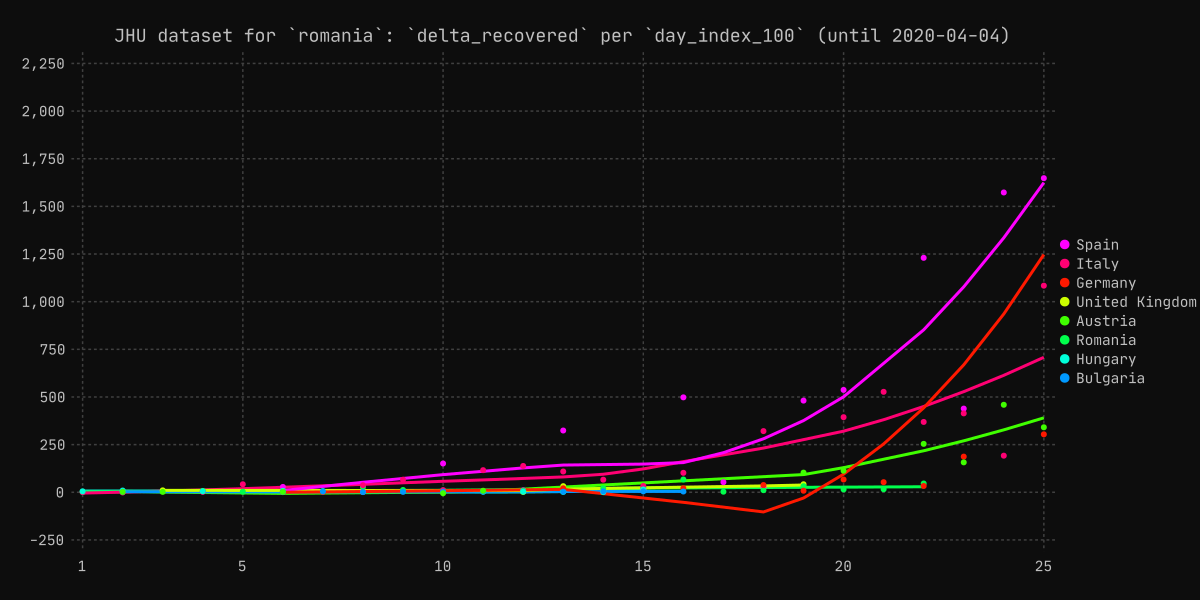 JHU dataset for `romania`: `delta_recovered` per `day_index_100` (until 2020-04-04)
2,250
2,000
1,750
1,500
1,250
1,000
750
500
250
0
−250
1 5 10 15 20 25
Spain
Italy
Germany
United Kingdom
Austria
Romania
Hungary
Bulgaria